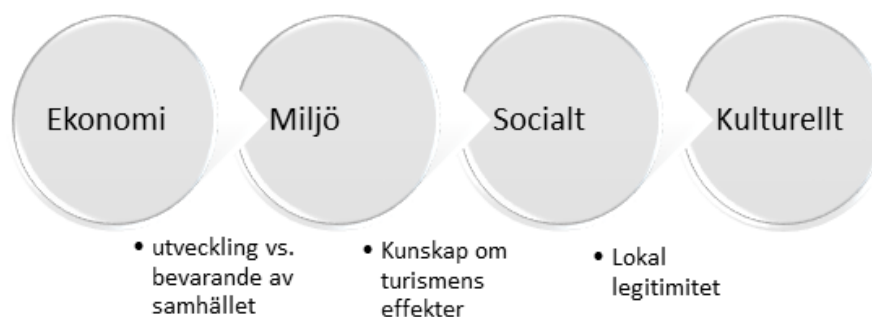 Ekonomi
Miljö
Socialt
Kulturellt
• utveckling vs.
bevarande av
samhället
• Kunskap om
turismens
effekter
• Lokal
legitimitet